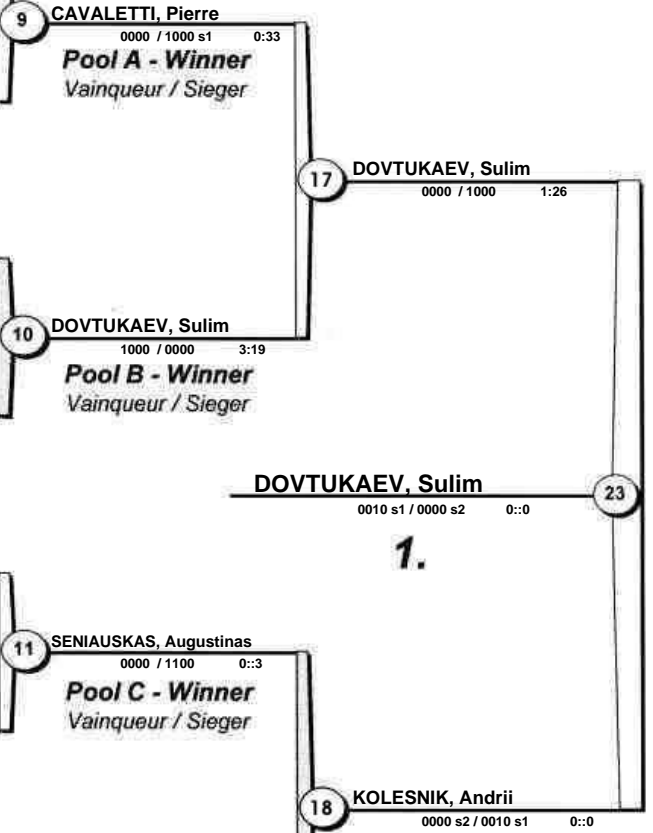 9 CAVALETTI, Pierre
0000 / 1000 s1 0:33
Pool A - Winner
Vainqueur / Sieger
17 DOVTUKAEV, Sulim
0000 / 1000 1:26
10 DOVTUKAEV, Sulim
1000 / 0000 3:19
Pool B - Winner
Vainqueur / Sieger
DOVTUKAEV, Sulim 23
0010 s1 / 0000 s2 0::0
1.
11 SENIAUSKAS, Augustinas
0000 / 1100 0::3
Pool C - Winner
Vainqueur / Sieger
18 KOLESNIK, Andrii
0000 s2 / 0010 s1 0::0